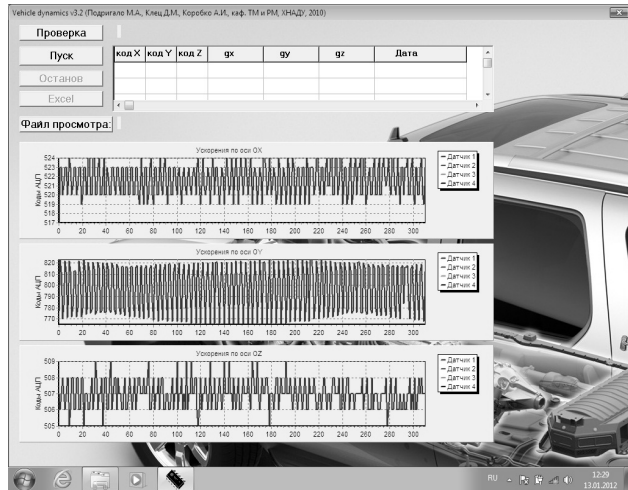 Vehicle dynamics v3.2 (Подригало М.А., Клец Д.М., Коробко А.И., каф. ТМ и РМ, ХНАДУ, 2010)
Проверка
Пуск
Останов
Excel
код X код Y код Z gx gy gz Дата
Файл просмотра:
Ускорения по оси OX
Коды АЦП
524
523
522
521
520
519
518
517
0 20 40 60 80 100 120 140 160 180 200 220 240 260 280 300
Датчик 1
Датчик 2
Датчик 3
Датчик 4
Ускорения по оси OY
Коды АЦП
820
810
800
790
780
770
0 20 40 60 80 100 120 140 160 180 200 220 240 260 280 300
Датчик 1
Датчик 2
Датчик 3
Датчик 4
Ускорения по оси OZ
Коды АЦП
509
508
507
506
505
0 20 40 60 80 100 120 140 160 180 200 220 240 260 280 300
Датчик 1
Датчик 2
Датчик 3
Датчик 4
RU
12:29
13.01.2012